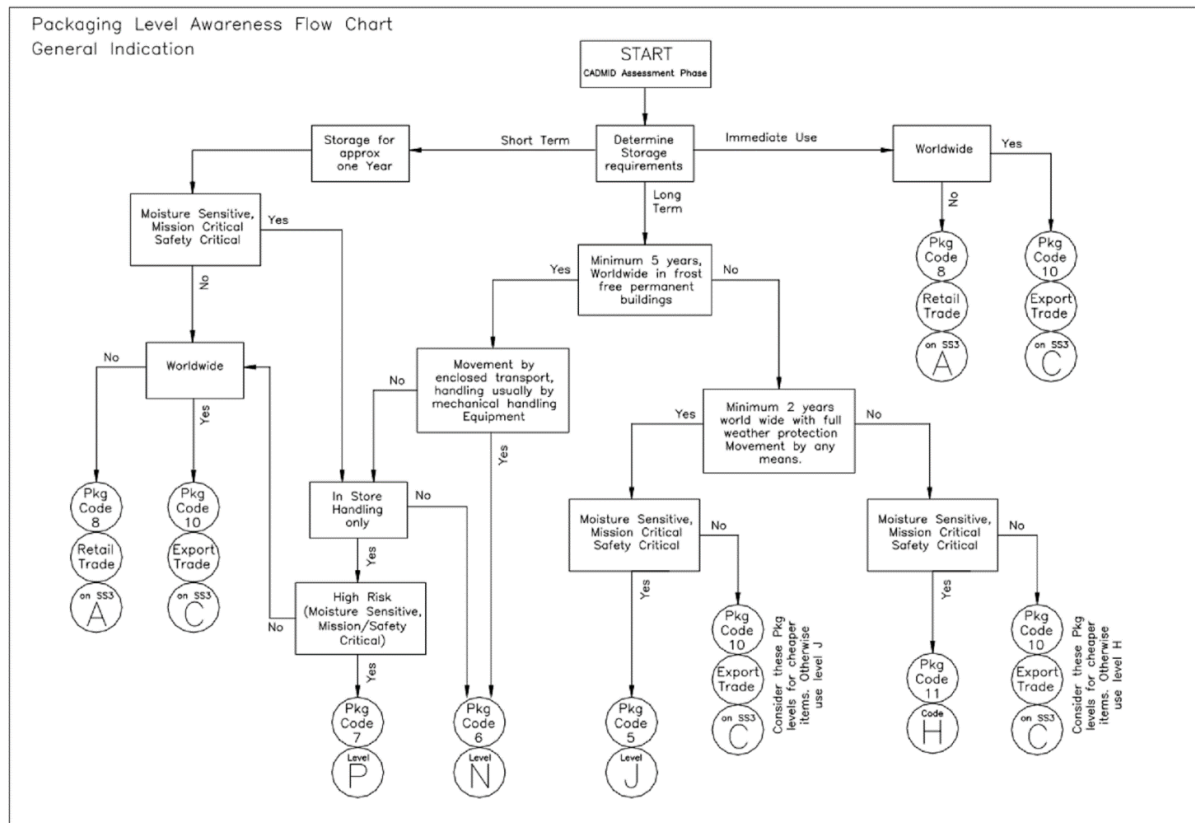 Packaging Level Awareness Flow Chart
General Indication
START
CADMID Assessment Phase
Storage for
approx
one Year
Short Term
Determine
Storage
requirements
Immediate Use
Worldwide
Yes
No
Long
Term
Moisture Sensitive,
Mission Critical
Safety Critical
Yes
No
Minimum 5 years,
Worldwide in frost
free permanent
buildings
Yes
No
Pkg
Code
8
Retail
Trade
on SS3
A
Pkg
Code
10
Export
Trade
on SS3
C
Worldwide
No
Yes
Movement by
enclosed transport,
handling usually by
mechanical handling
Equipment
No
Yes
Minimum 2 years
world wide with full
weather protection
Movement by any
means.
Yes
No
Pkg
Code
8
Retail
Trade
on SS3
A
Pkg
Code
10
Export
Trade
on SS3
C
In Store
Handling
only
No
Yes
High Risk
(Moisture Sensitive,
Mission/Safety
Critical)
No
Yes
Pkg
Code
7
Level
P
Pkg
Code
6
Level
N
Moisture Sensitive,
Mission Critical
Safety Critical
No
Yes
Pkg
Code
5
Level
J
Pkg
Code
10
Export
Trade
on SS3
C
Consider these Pkg
levels for cheaper
items. Otherwise
use level J
Moisture Sensitive,
Mission Critical
Safety Critical
No
Yes
Pkg
Code
11
Code
H
Pkg
Code
10
Export
Trade
on SS3
C
Consider these Pkg
levels for cheaper
items. Otherwise
use level H